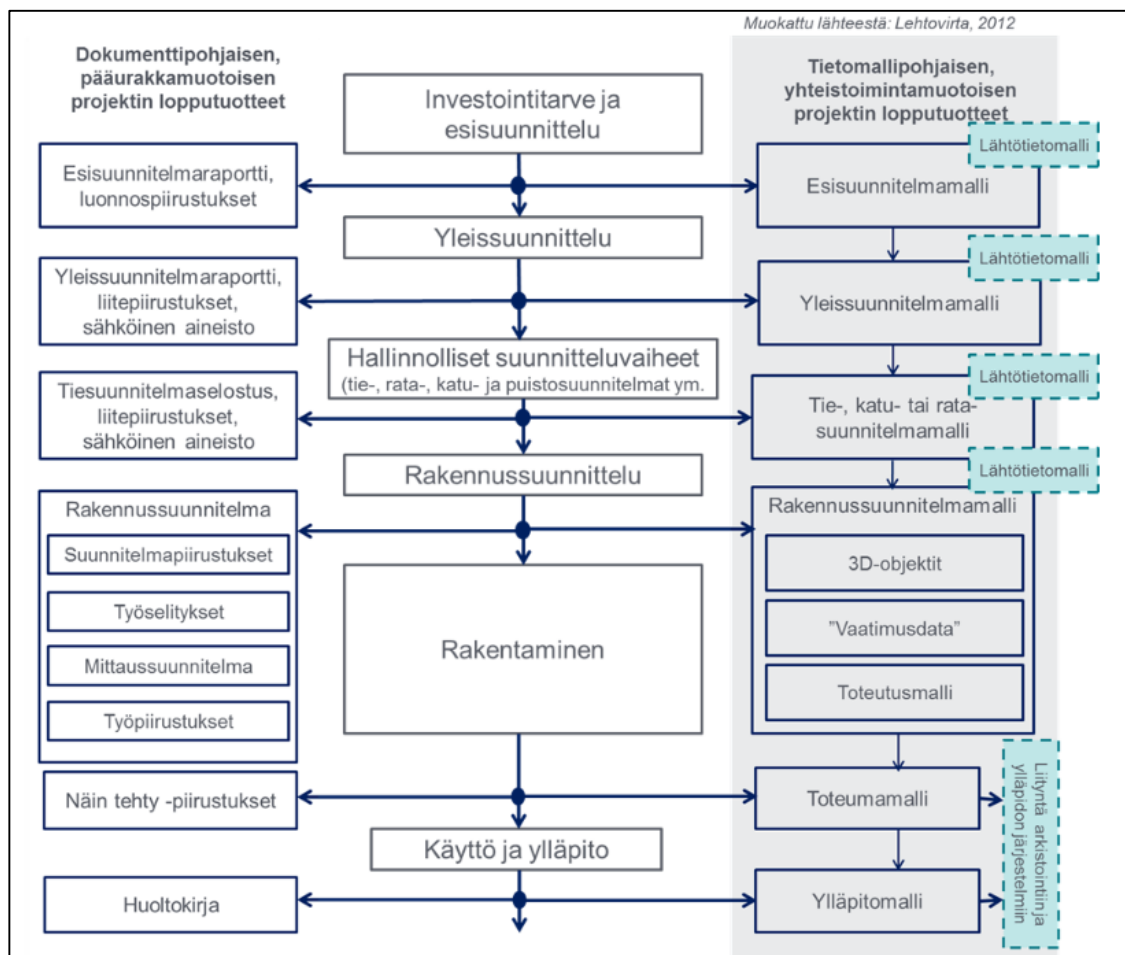 Muokattu lähteestä: Lehtovirta, 2012
Dokumenttipohjaisen,
pääurakkamuotoisen
projektin lopputuotteet
Tietomallipohjaisen,
yhteistoimintamuotoisen
projektin lopputuotteet
Investointitarve ja
esisuunnittelu
Lähtötietomalli
Esisuunnitelmaraportti,
luonnospiirustukset
Esisuunnitelmamalli
Yleissuunnittelu
Lähtötietomalli
Yleissuunnitelmaraportti,
liitepiirustukset,
sähköinen aineisto
Yleissuunnitelmamalli
Hallinnolliset suunnitteluvaiheet
(tie-, rata-, katu- ja puistosuunnitelmat ym.
Lähtötietomalli
Tiesuunnitelmaselostus,
liitepiirustukset,
sähköinen aineisto
Tie-, katu- tai rata-
suunnitelmamalli
Rakennussuunnittelu
Lähtötietomalli
Rakennussuunnitelma
Suunnitelmapiirustukset
Työselitykset
Mittaussuunnitelma
Työpiirustukset
Rakentaminen
Rakennussuunnitelmamalli
3D-objektit
”Vaatimusdata”
Toteutusmalli
Näin tehty -piirustukset
Toteumamalli
Liityntä arkistointiin ja
ylläpidon järjestelmiin
Käyttö ja ylläpito
Huoltokirja
Ylläpitomalli